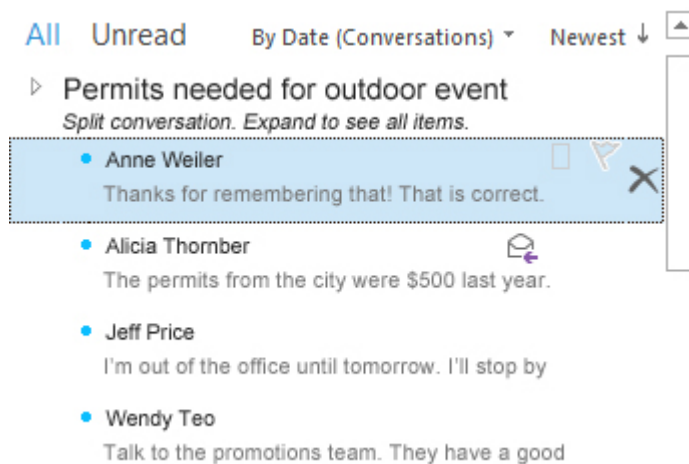 All Unread By Date (Conversations) Newest ↓
Permits needed for outdoor event
Split conversation. Expand to see all items.
Anne Weiler
Thanks for remembering that! That is correct.
Alicia Thornber
The permits from the city were $500 last year.
Jeff Price
I'm out of the office until tomorrow. I'll stop by
Wendy Teo
Talk to the promotions team. They have a good